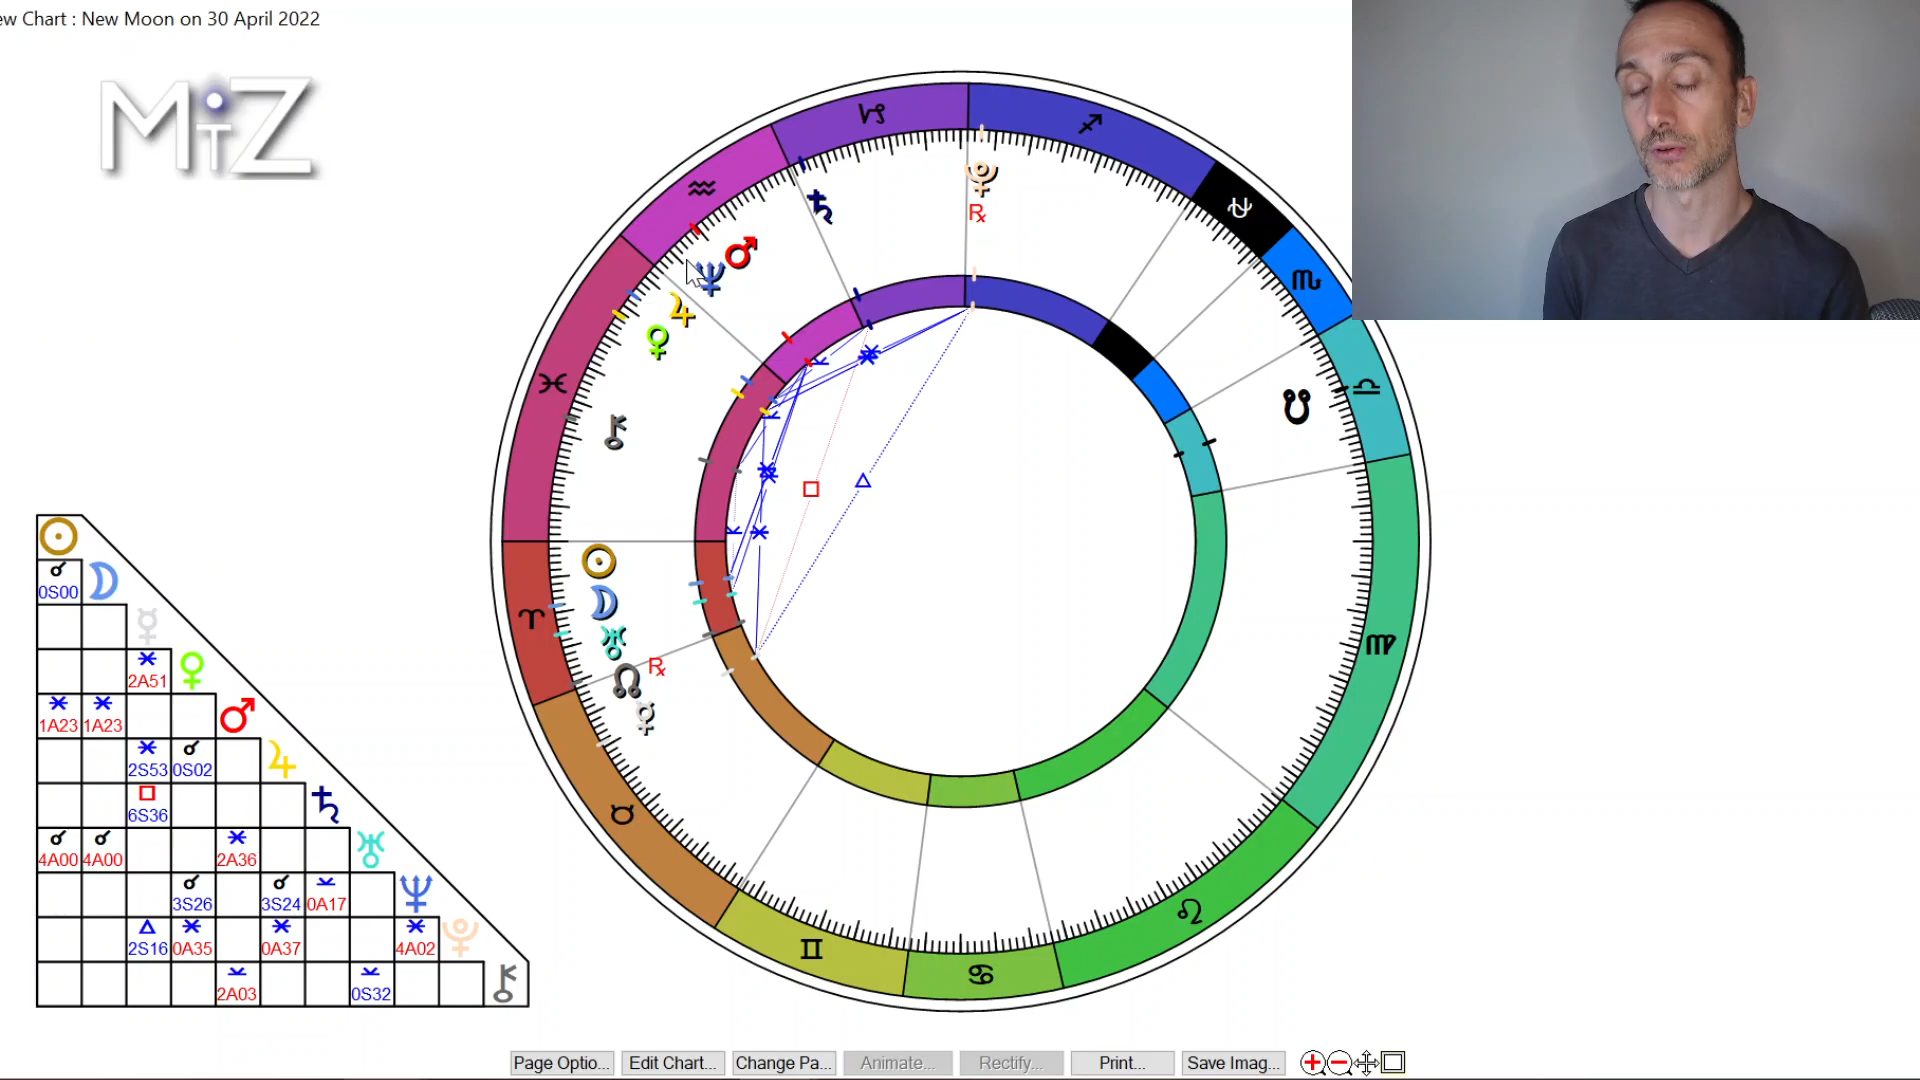 ew Chart : New Moon on 30 April 2022
MTZ
℞
℞
0S00
2A51
1A23 1A23
2S53 0S02
6S36
4A00 4A00 2A36
3S26 3S24 0A17
2S16 0A35 0A37 4A02
2A03 0S32
Page Optio... Edit Chart... Change Pa... Animate... Rectify... Print... Save Imag...